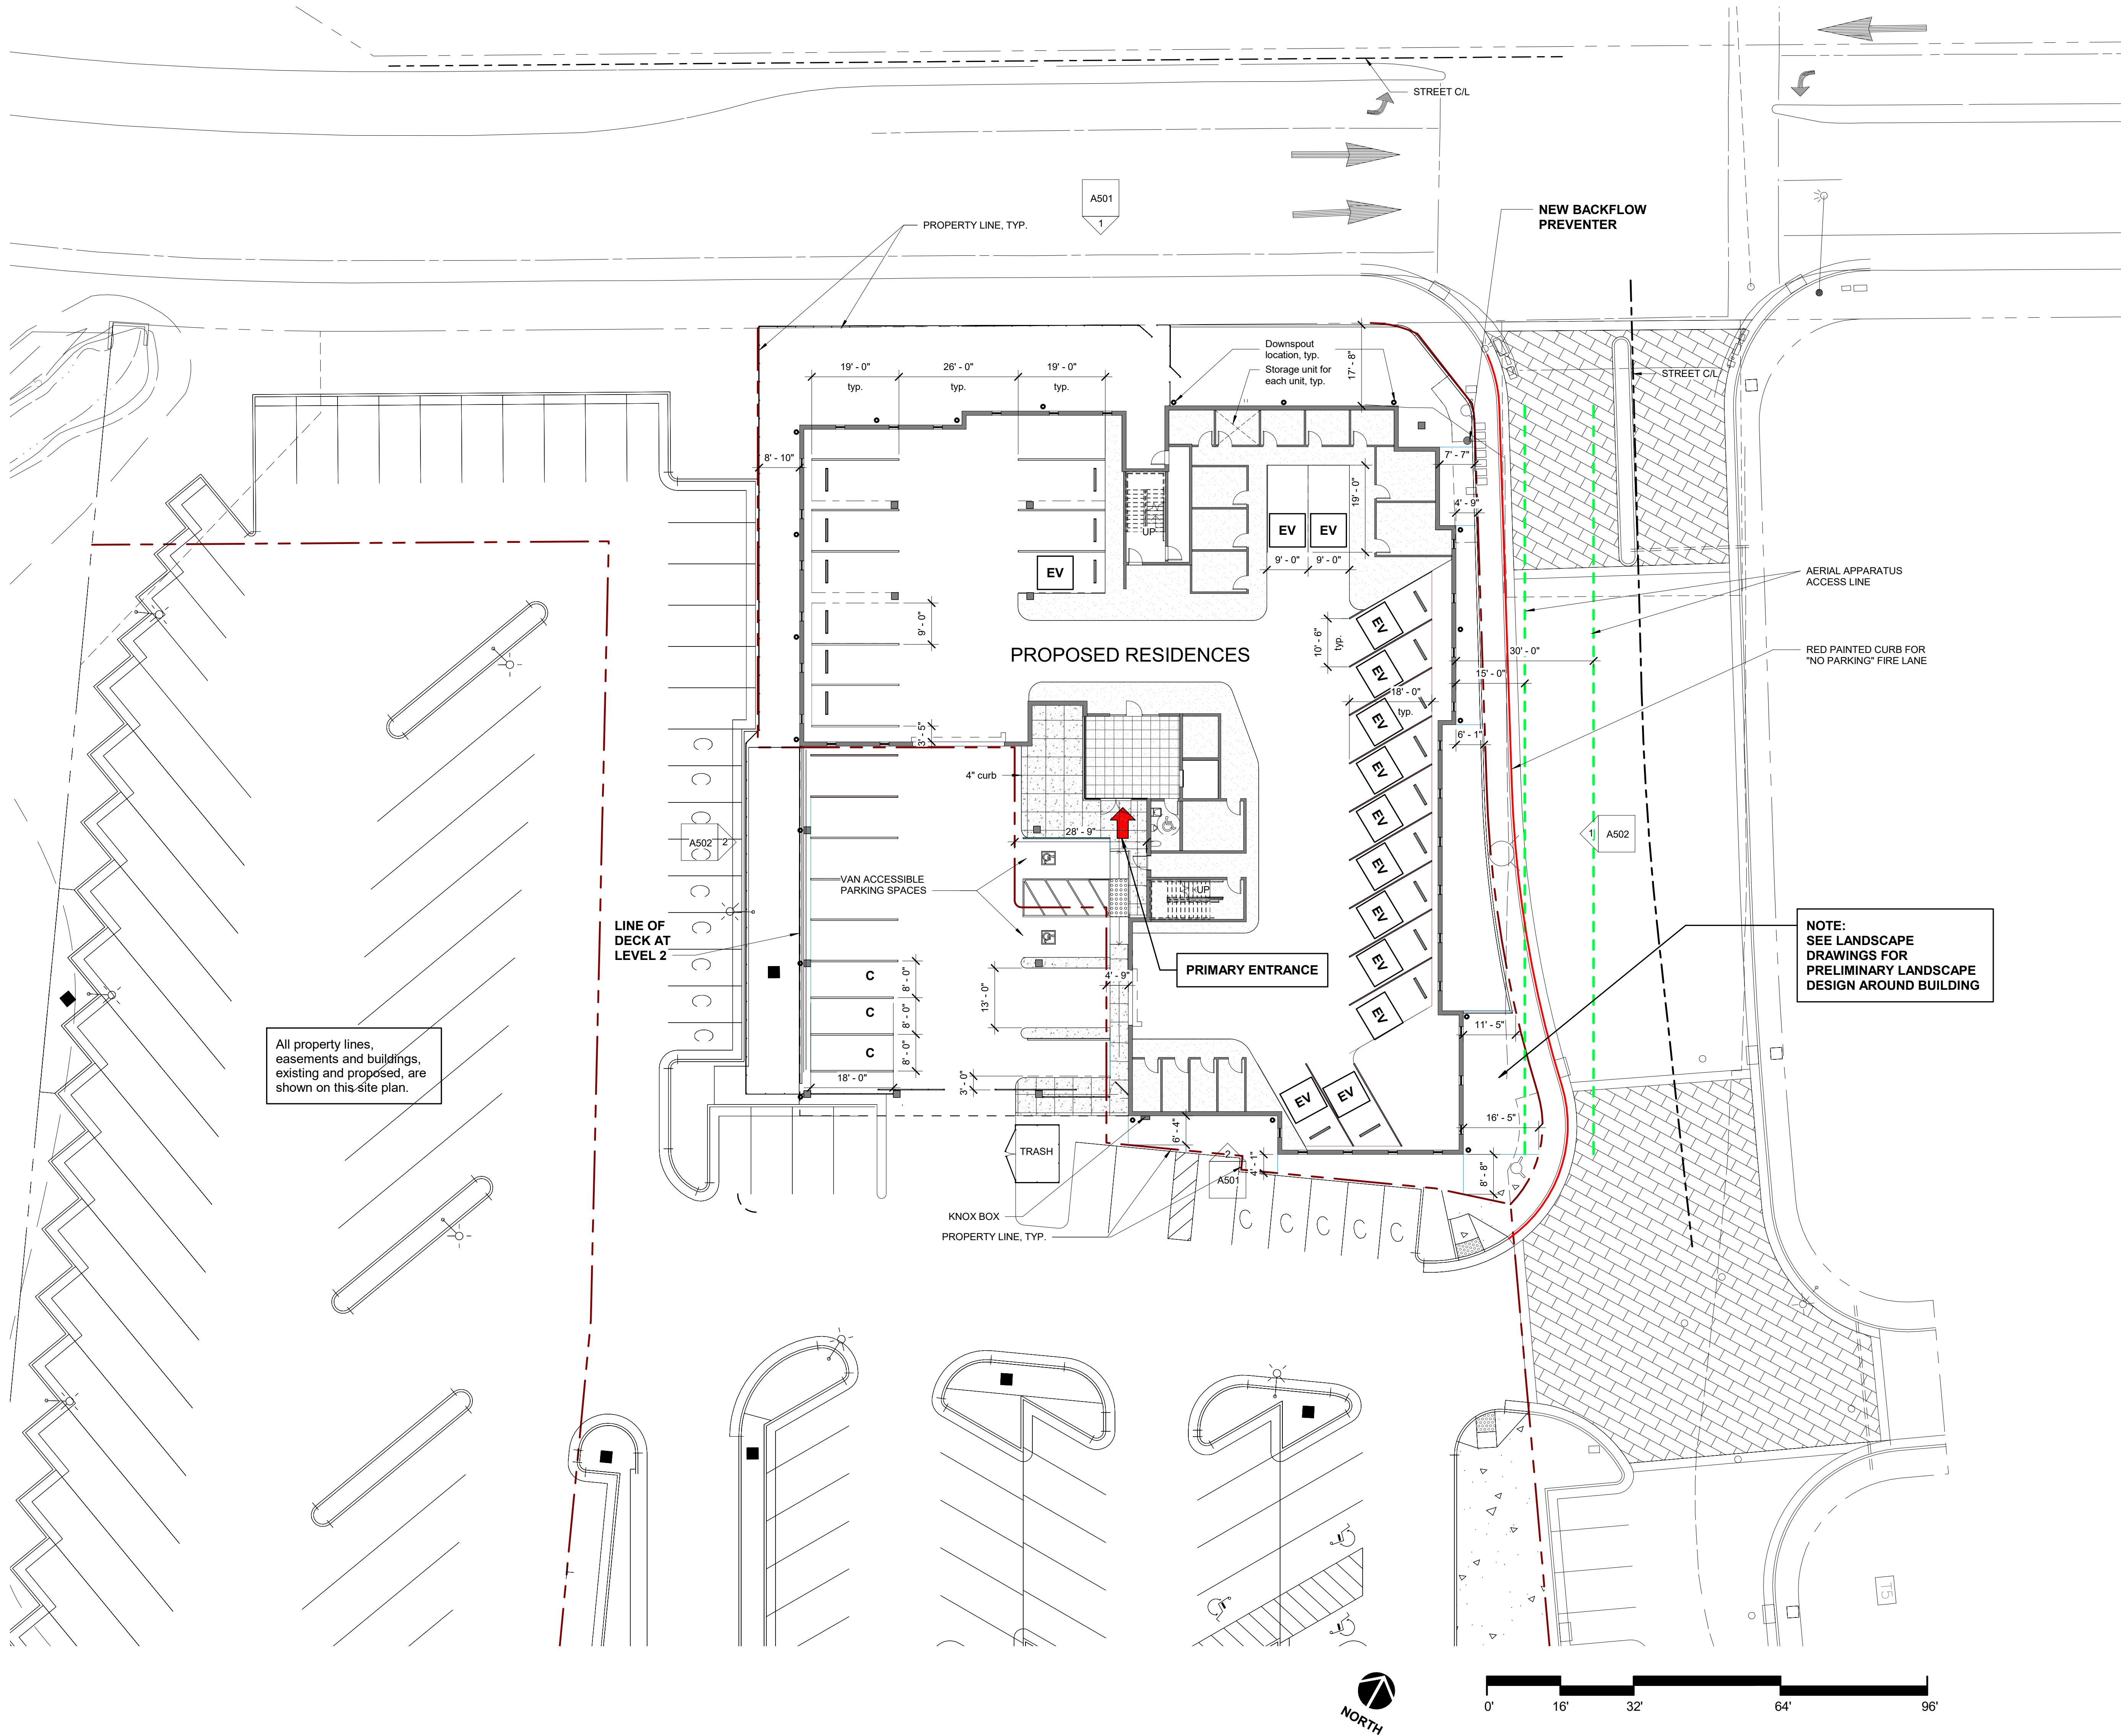 STREET C/L
A501
1
PROPERTY LINE, TYP.
NEW BACKFLOW
PREVENTER
Downspout
location, typ.
Storage unit for
each unit, typ.
17' - 8"
STREET C/L
19' - 0"
typ.
26' - 0"
typ.
19' - 0"
typ.
8' - 10"
7' - 7"
19' - 0"
4' - 9"
UP
EV
EV
EV
9' - 0"
9' - 0"
AERIAL APPARATUS
ACCESS LINE
9' - 0"
10' - 6"
typ.
EV
PROPOSED RESIDENCES
30' - 0"
RED PAINTED CURB FOR
"NO PARKING" FIRE LANE
EV
15' - 0"
18' - 0"
typ.
EV
3' - 5"
6' - 1"
EV
4" curb
EV
28' - 9"
A502
2
1
A502
EV
VAN ACCESSIBLE
PARKING SPACES
UP
EV
LINE OF
DECK AT
LEVEL 2
NOTE:
SEE LANDSCAPE
DRAWINGS FOR
PRELIMINARY LANDSCAPE
DESIGN AROUND BUILDING
EV
PRIMARY ENTRANCE
C
8' - 0"
4' - 9"
13' - 0"
EV
C
8' - 0"
EV
11' - 5"
All property lines,
easements and buildings,
existing and proposed, are
shown on this site plan.
C
8' - 0"
18' - 0"
3' - 0"
EV
EV
16' - 5"
6' - 4"
TRASH
2
A501
4' - 1"
8' - 8"
KNOX BOX
PROPERTY LINE, TYP.
C
C
C
C
C
C
C
C
C
C
C
C
C
C
T5
NORTH
0'
16'
32'
64'
96'